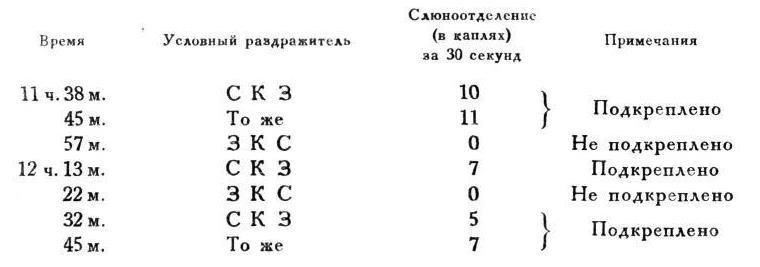 Время Условный раздражитель Слюноотделение (в каплях) за 30 секунд Примечания
11 ч. 38 м. С К З 10 Подкреплено
45 м. То же 11
57 м. З К С 0 Не подкреплено
12 ч. 13 м. С К З 7 Подкреплено
22 м. З К С 0 Не подкреплено
32 м. С К З 5 Подкреплено
45 м. То же 7